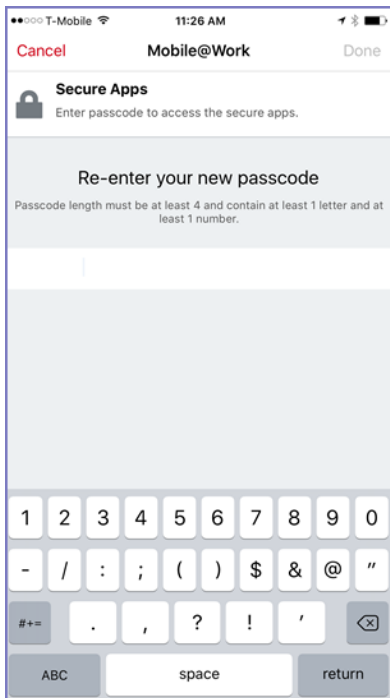 T-Mobile 11:26 AM
Cancel Mobile@Work Done
Secure Apps
Enter passcode to access the secure apps.
Re-enter your new passcode
Passcode length must be at least 4 and contain at least 1 letter and at
least 1 number.
1 2 3 4 5 6 7 8 9 0
- / : ; ( ) $ & @ "
#+= . , ? ! '
ABC space return